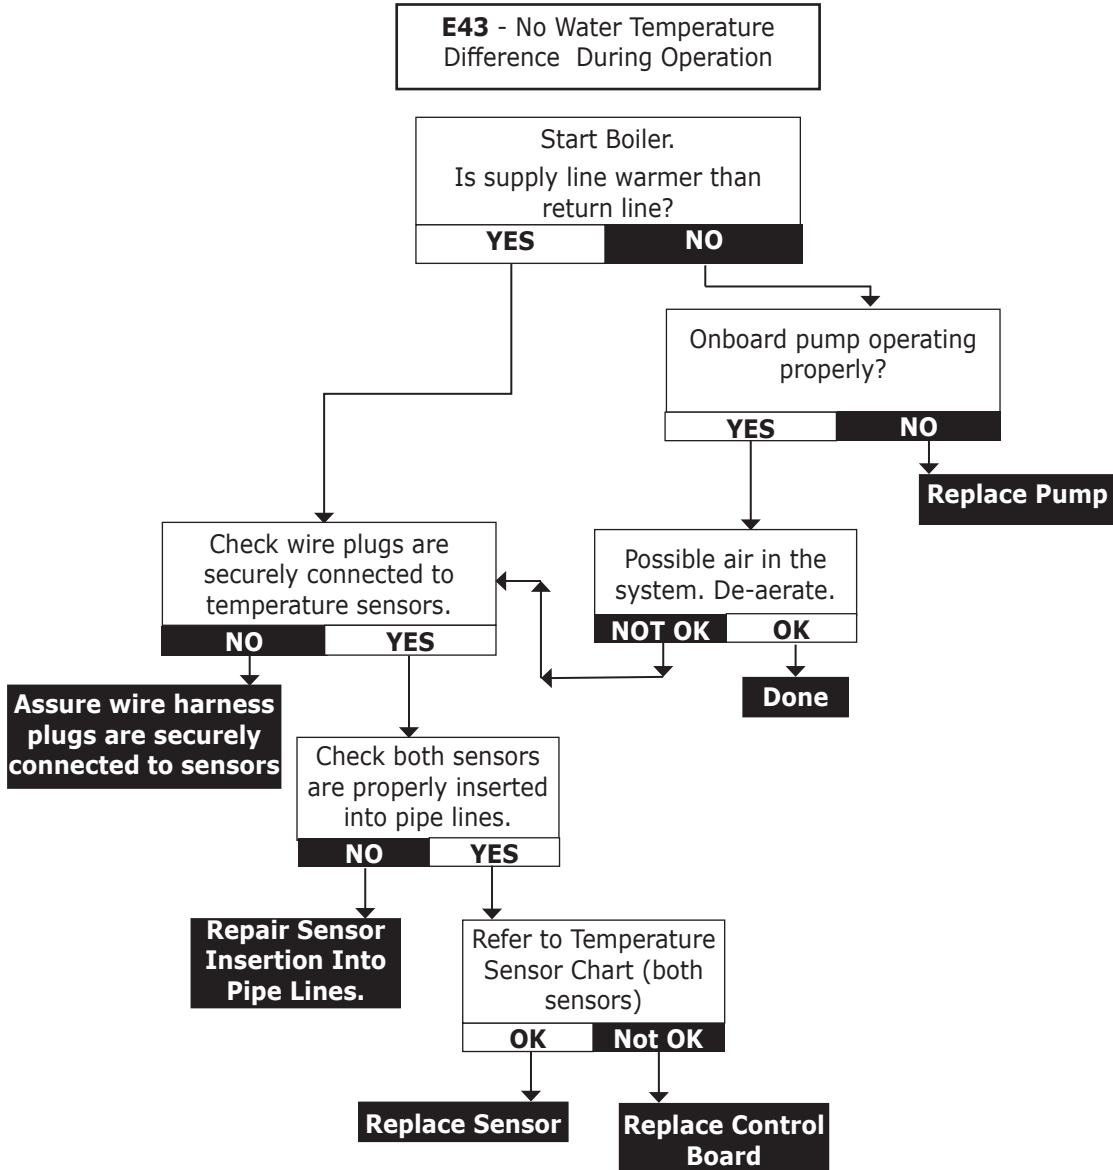 E43 - No Water Temperature
Difference During Operation
Start Boiler.
Is supply line warmer than
return line?
YES
NO
Onboard pump operating
properly?
YES
NO
Replace Pump
Check wire plugs are
securely connected to
temperature sensors.
NO
YES
Possible air in the
system. De-aerate.
NOT OK
OK
Done
Assure wire harness
plugs are securely
connected to sensors
Check both sensors
are properly inserted
into pipe lines.
NO
YES
Repair Sensor
Insertion Into
Pipe Lines.
Refer to Temperature
Sensor Chart (both
sensors)
OK
Not OK
Replace Sensor
Replace Control
Board